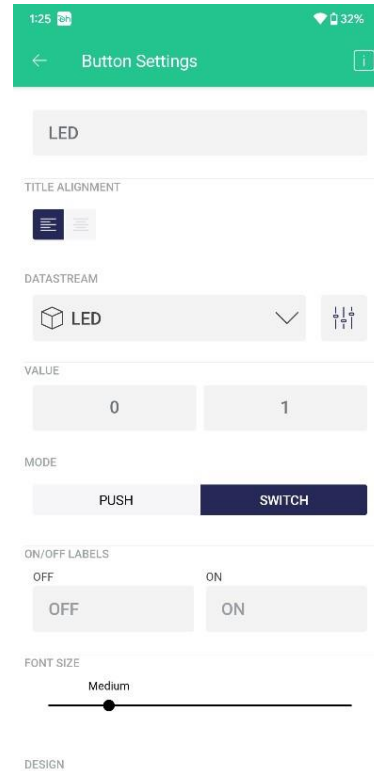 1:25 eh 32%
Button Settings
LED
TITLE ALIGNMENT
DATASTREAM
LED
VALUE
0 1
MODE
PUSH SWITCH
ON/OFF LABELS
OFF ON
OFF ON
FONT SIZE
Medium
DESIGN